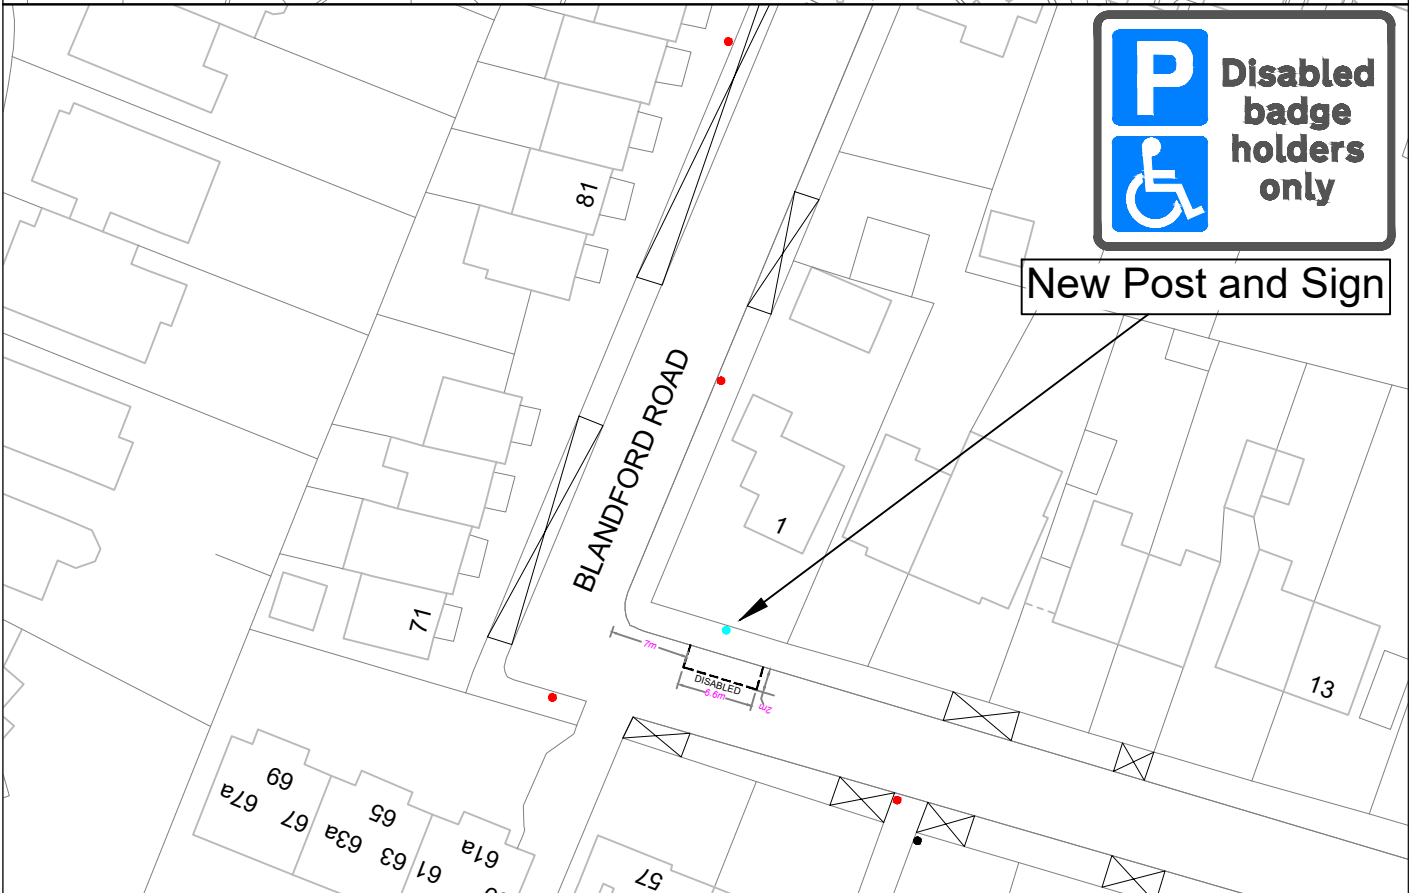 P
Disabled
badge
holders
only
New Post and Sign
81
BLANDFORD ROAD
1
71
7m
DISABLED
6.6m
2m
13
69
67a
67
65
63a
63
61
61a
57